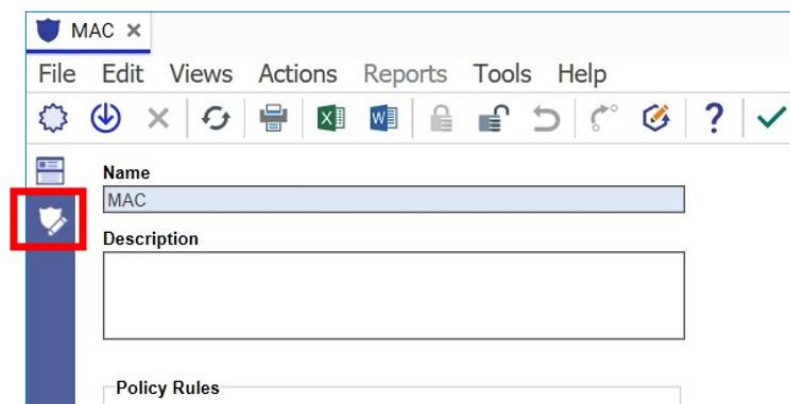 MAC
File Edit Views Actions Reports Tools Help
X W ?
Name
MAC
Description
Policy Rules